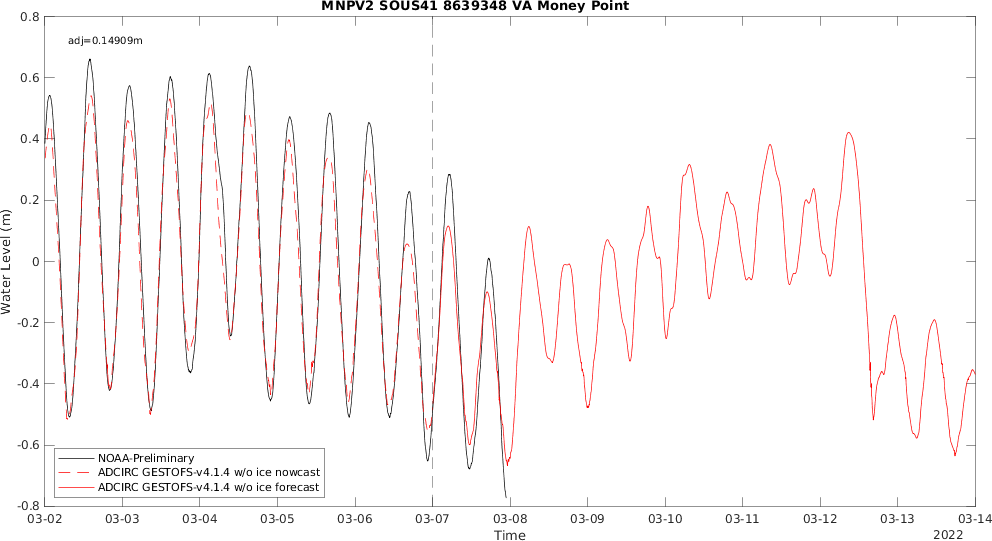 MNPV2 SOUS41 8639348 VA Money Point
adj=0.14909m
0.8
0.6
0.4
0.2
0
-0.2
-0.4
-0.6
-0.8
Water Level (m)
NOAA-Preliminary
ADCIRC GESTOFS-v4.1.4 w/o ice nowcast
ADCIRC GESTOFS-v4.1.4 w/o ice forecast
03-02 03-03 03-04 03-05 03-06 03-07 03-08 03-09 03-10 03-11 03-12 03-13 03-14
Time
2022